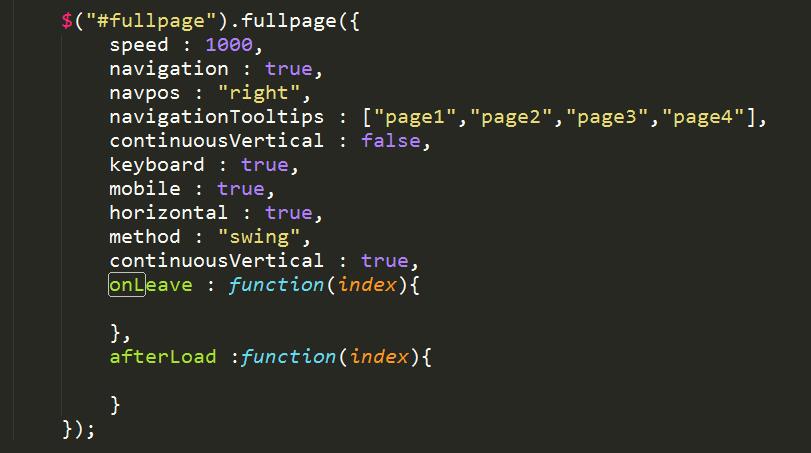 $("#fullpage").fullpage({
speed : 1000,
navigation : true,
navpos : "right",
navigationTooltips : ["page1","page2","page3","page4"],
continuousVertical : false,
keyboard : true,
mobile : true,
horizontal : true,
method : "swing",
continuousVertical : true,
onLeave : function(index){
},
afterLoad :function(index){
}
});